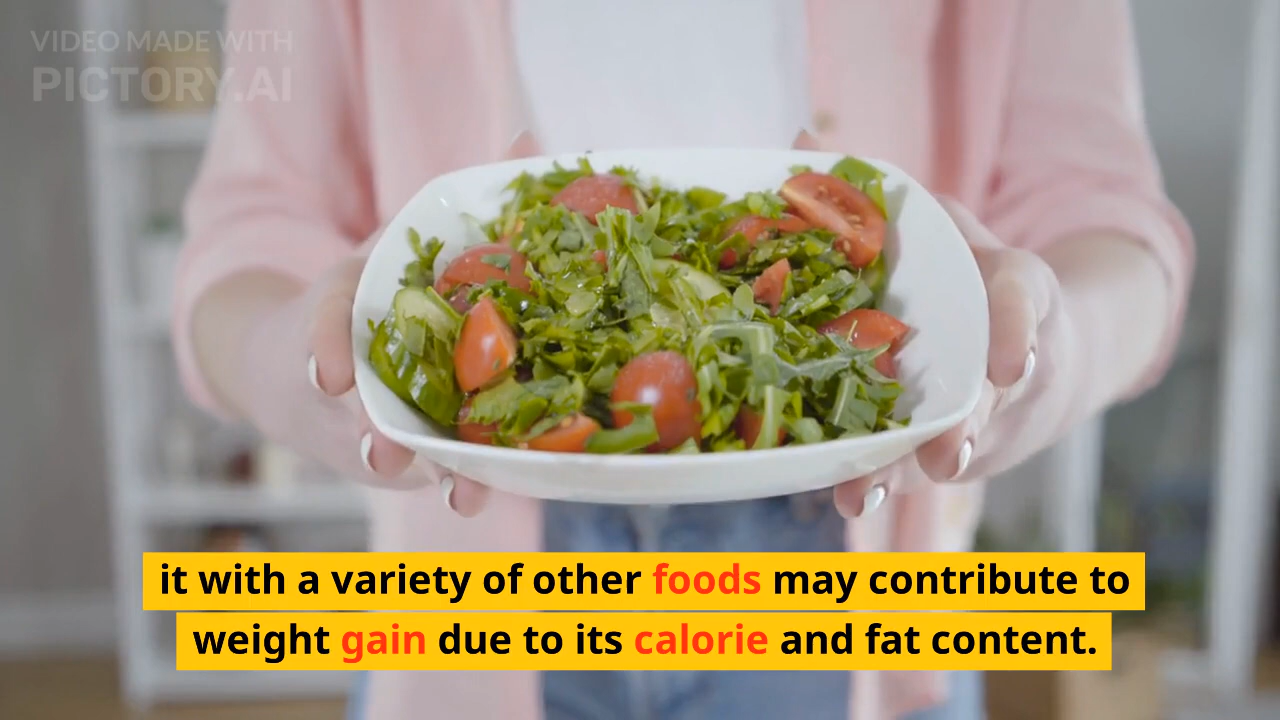 VIDEO MADE WITH
PICTORY.AI
it with a variety of other foods may contribute to
weight gain due to its calorie and fat content.